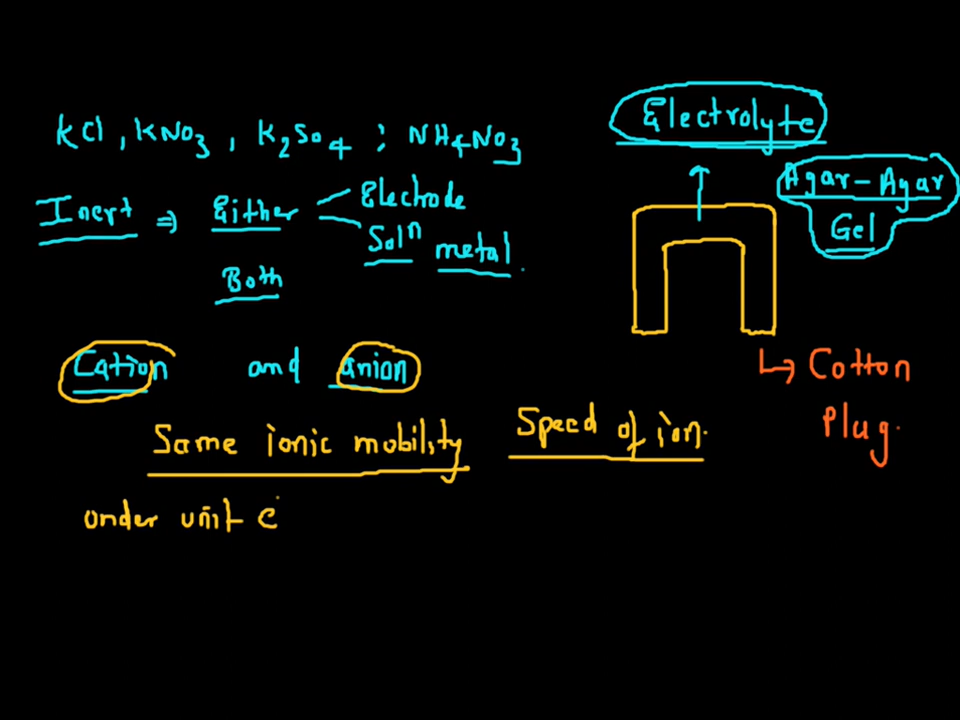 KCl, KNO3, K2SO4; NH4NO3
Inert ⇒ Either
Electrode
Soln metal.
Both
Cation and anion
Same ionic mobility
Speed of ion.
under unit e
Electrolyte
Agar-Agar
Gel
↳ Cotton
Plug.